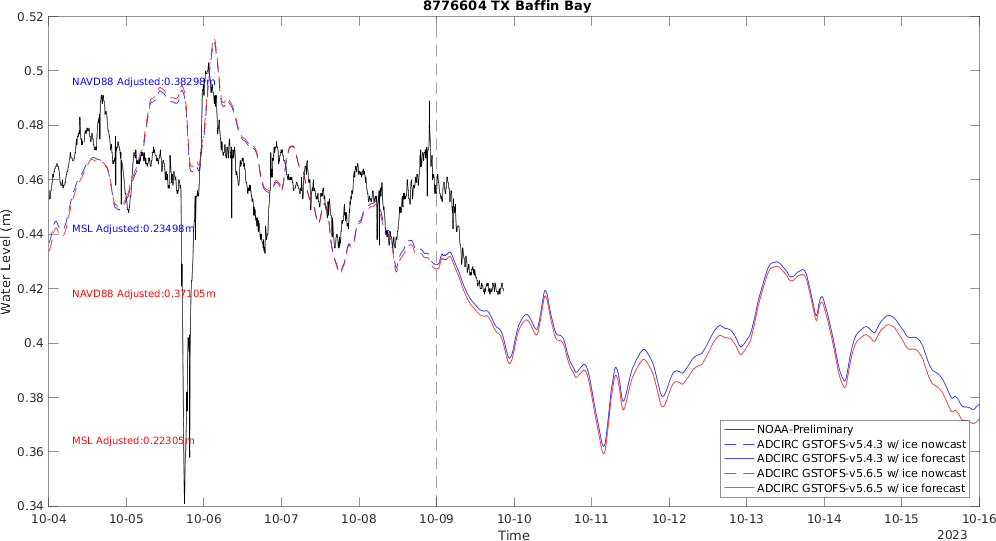 8776604 TX Baffin Bay
Water Level (m)
0.52
0.5
0.48
0.46
0.44
0.42
0.4
0.38
0.36
0.34
NAVD88 Adjusted:0.38298m
MSL Adjusted:0.23498m
NAVD88 Adjusted:0.37105m
MSL Adjusted:0.22305m
NOAA-Preliminary
ADCIRC GSTOFS-v5.4.3 w/ ice nowcast
ADCIRC GSTOFS-v5.4.3 w/ ice forecast
ADCIRC GSTOFS-v5.6.5 w/ ice nowcast
ADCIRC GSTOFS-v5.6.5 w/ ice forecast
10-04 10-05 10-06 10-07 10-08 10-09 10-10 10-11 10-12 10-13 10-14 10-15 10-16
Time
2023